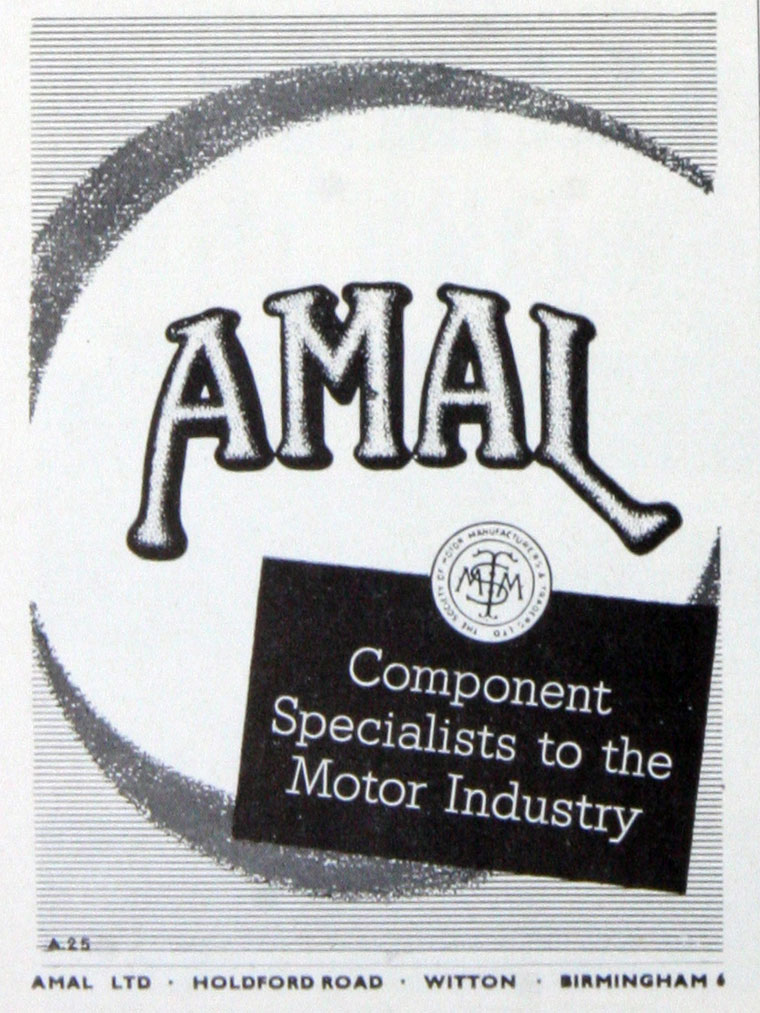 AMAL
THE SOCIETY OF MOTOR MANUFACTURERS & TRADERS LTD
SMMT
Component
Specialists to the
Motor Industry
A.25
AMAL LTD · HOLDFORD ROAD · WITTON · BIRMINGHAM 6